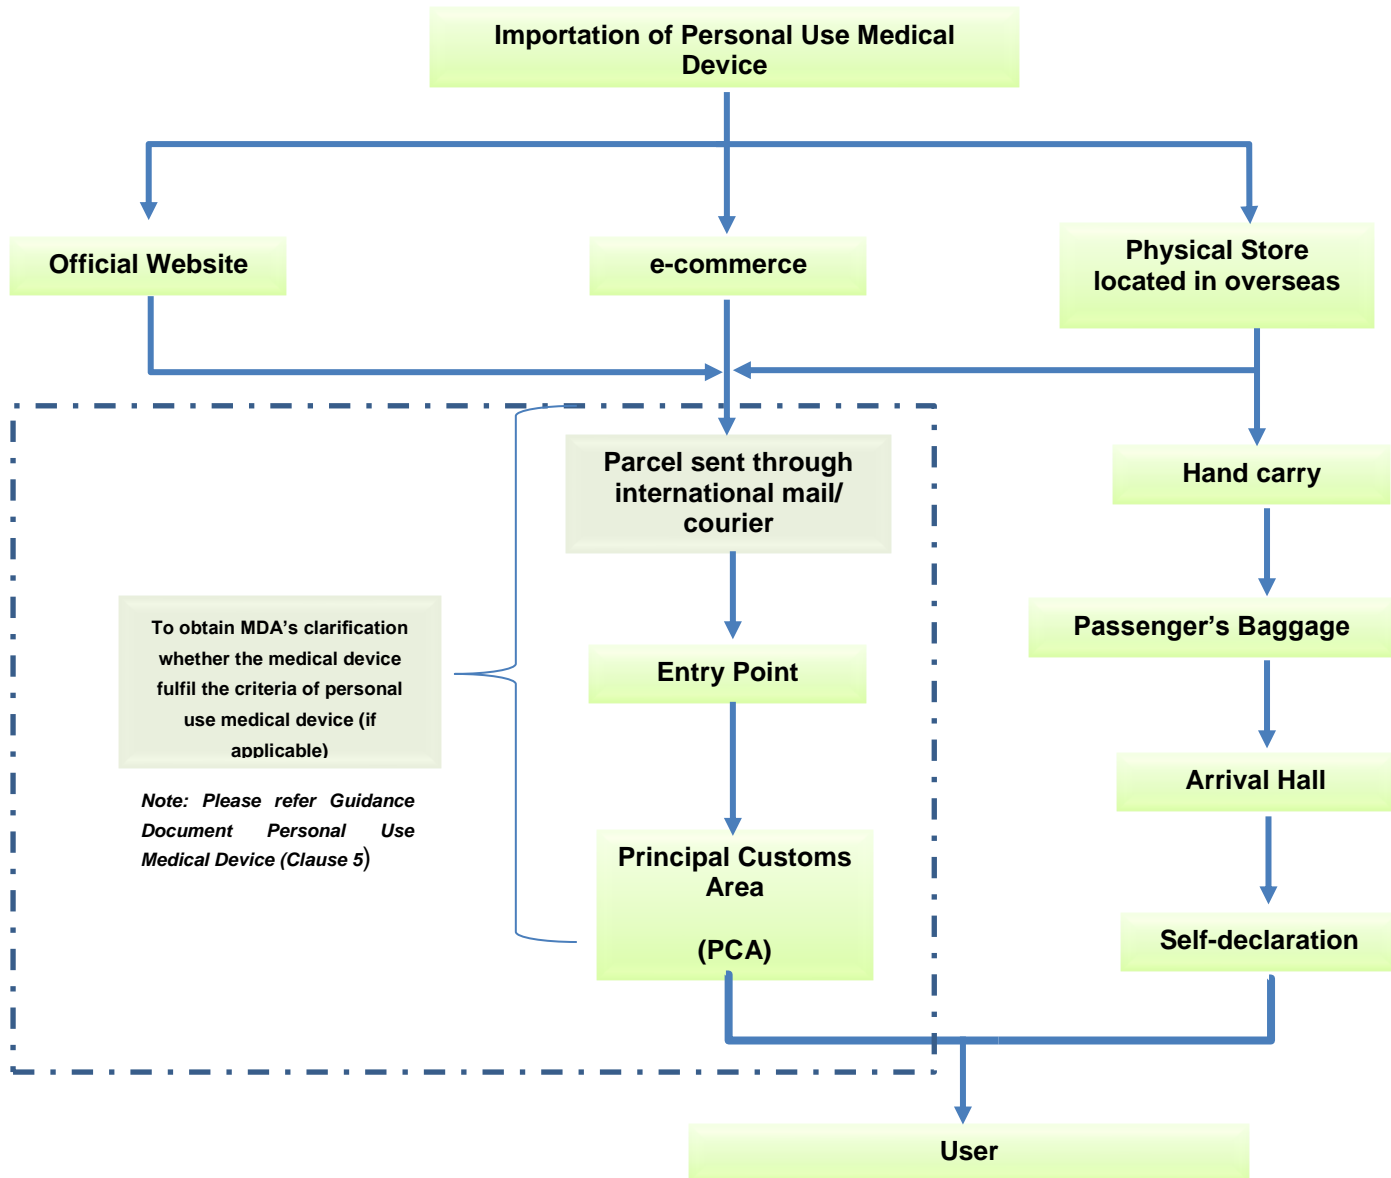 Importation of Personal Use Medical
Device
Official Website
e-commerce
Physical Store
located in overseas
Parcel sent through
international mail/
courier
Hand carry
To obtain MDA’s clarification
whether the medical device
fulfil the criteria of personal
use medical device (if
applicable)
Note: Please refer Guidance
Document Personal Use
Medical Device (Clause 5)
Entry Point
Passenger’s Baggage
Arrival Hall
Principal Customs
Area
(PCA)
Self-declaration
User